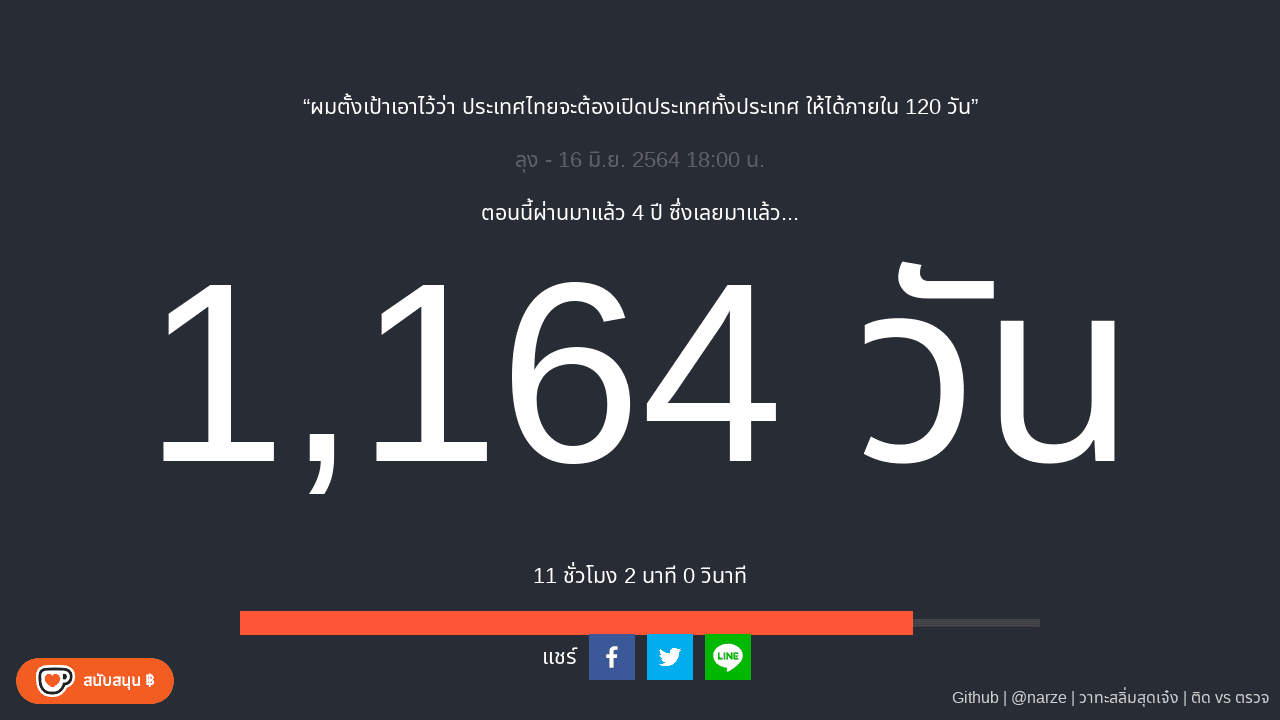 “ผมตั้งเป้าเอาไว้ว่า ประเทศไทยจะต้องเปิดประเทศทั้งประเทศ ให้ได้ภายใน 120 วัน”
ลุง - 16 มิ.ย. 2564 18:00 น.
ตอนนี้ผ่านมาแล้ว 4 ปี ซึ่งเลยมาแล้ว...
1,164 วัน
11 ชั่วโมง 2 นาที 0 วินาที
แชร์
LINE
สนับสนุน ฿
Github | @narze | วาทะสลิ่มสุดเจ๋ง | ติด vs ตรวจ